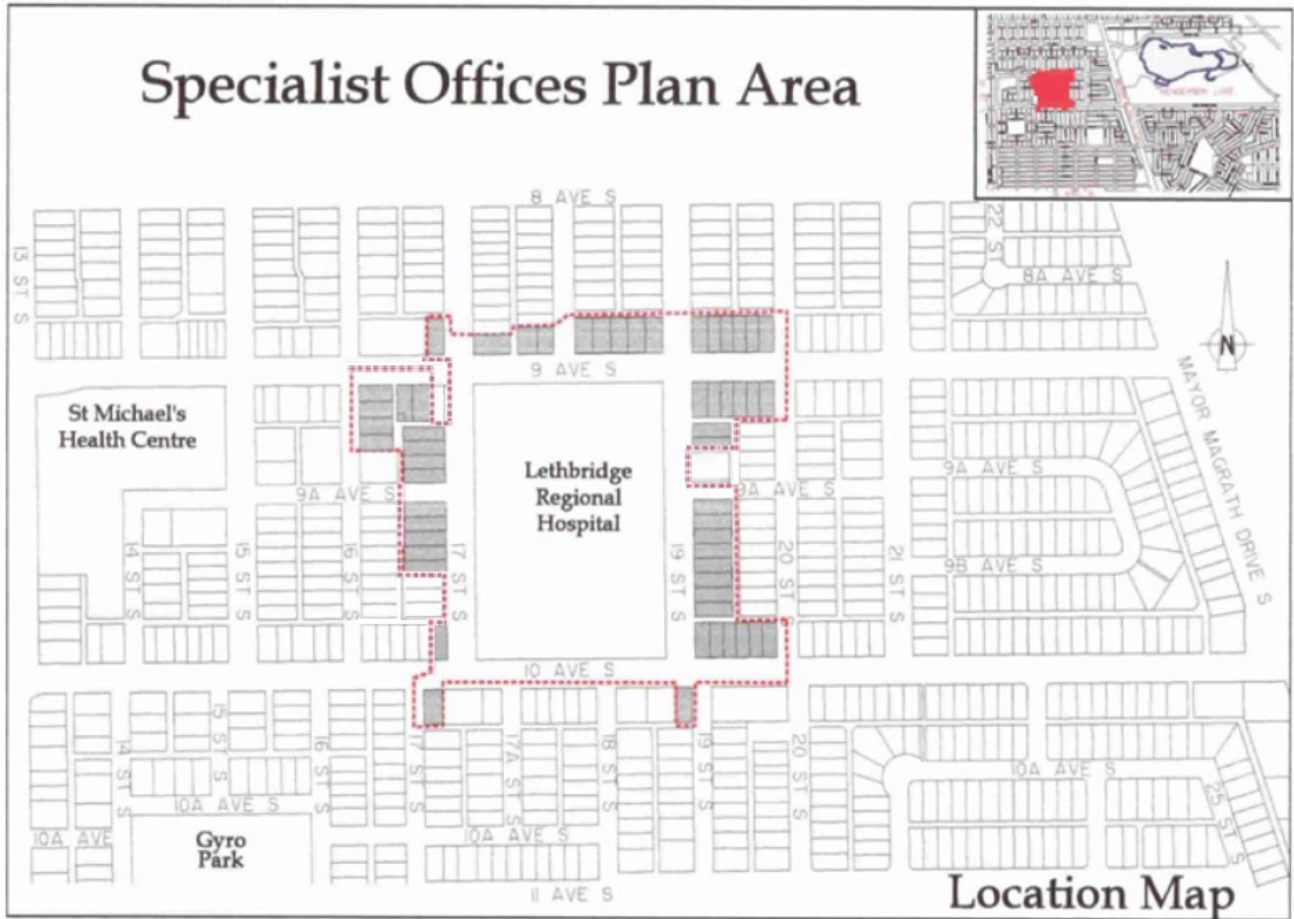 Specialist Offices Plan Area
HENDERSON LAKE
8 AVE S
13 ST S
22 ST
8A AVE S
N
9 AVE S
MAYOR MAGRATH DRIVE S
St Michael's
Health Centre
Lethbridge
Regional
Hospital
9A AVE S
9A AVE S
9A AVE S
14 ST S
15 ST S
16 ST S
17 ST S
19 ST S
20 ST S
21 ST S
9B AVE S
10 AVE S
14 ST S
15 ST S
16 ST S
17 ST S
17A ST S
18 ST S
19 ST S
20 ST S
10A AVE S
25 ST S
10A AVE S
10A AVE
10A AVE S
Gyro
Park
11 AVE S
Location Map